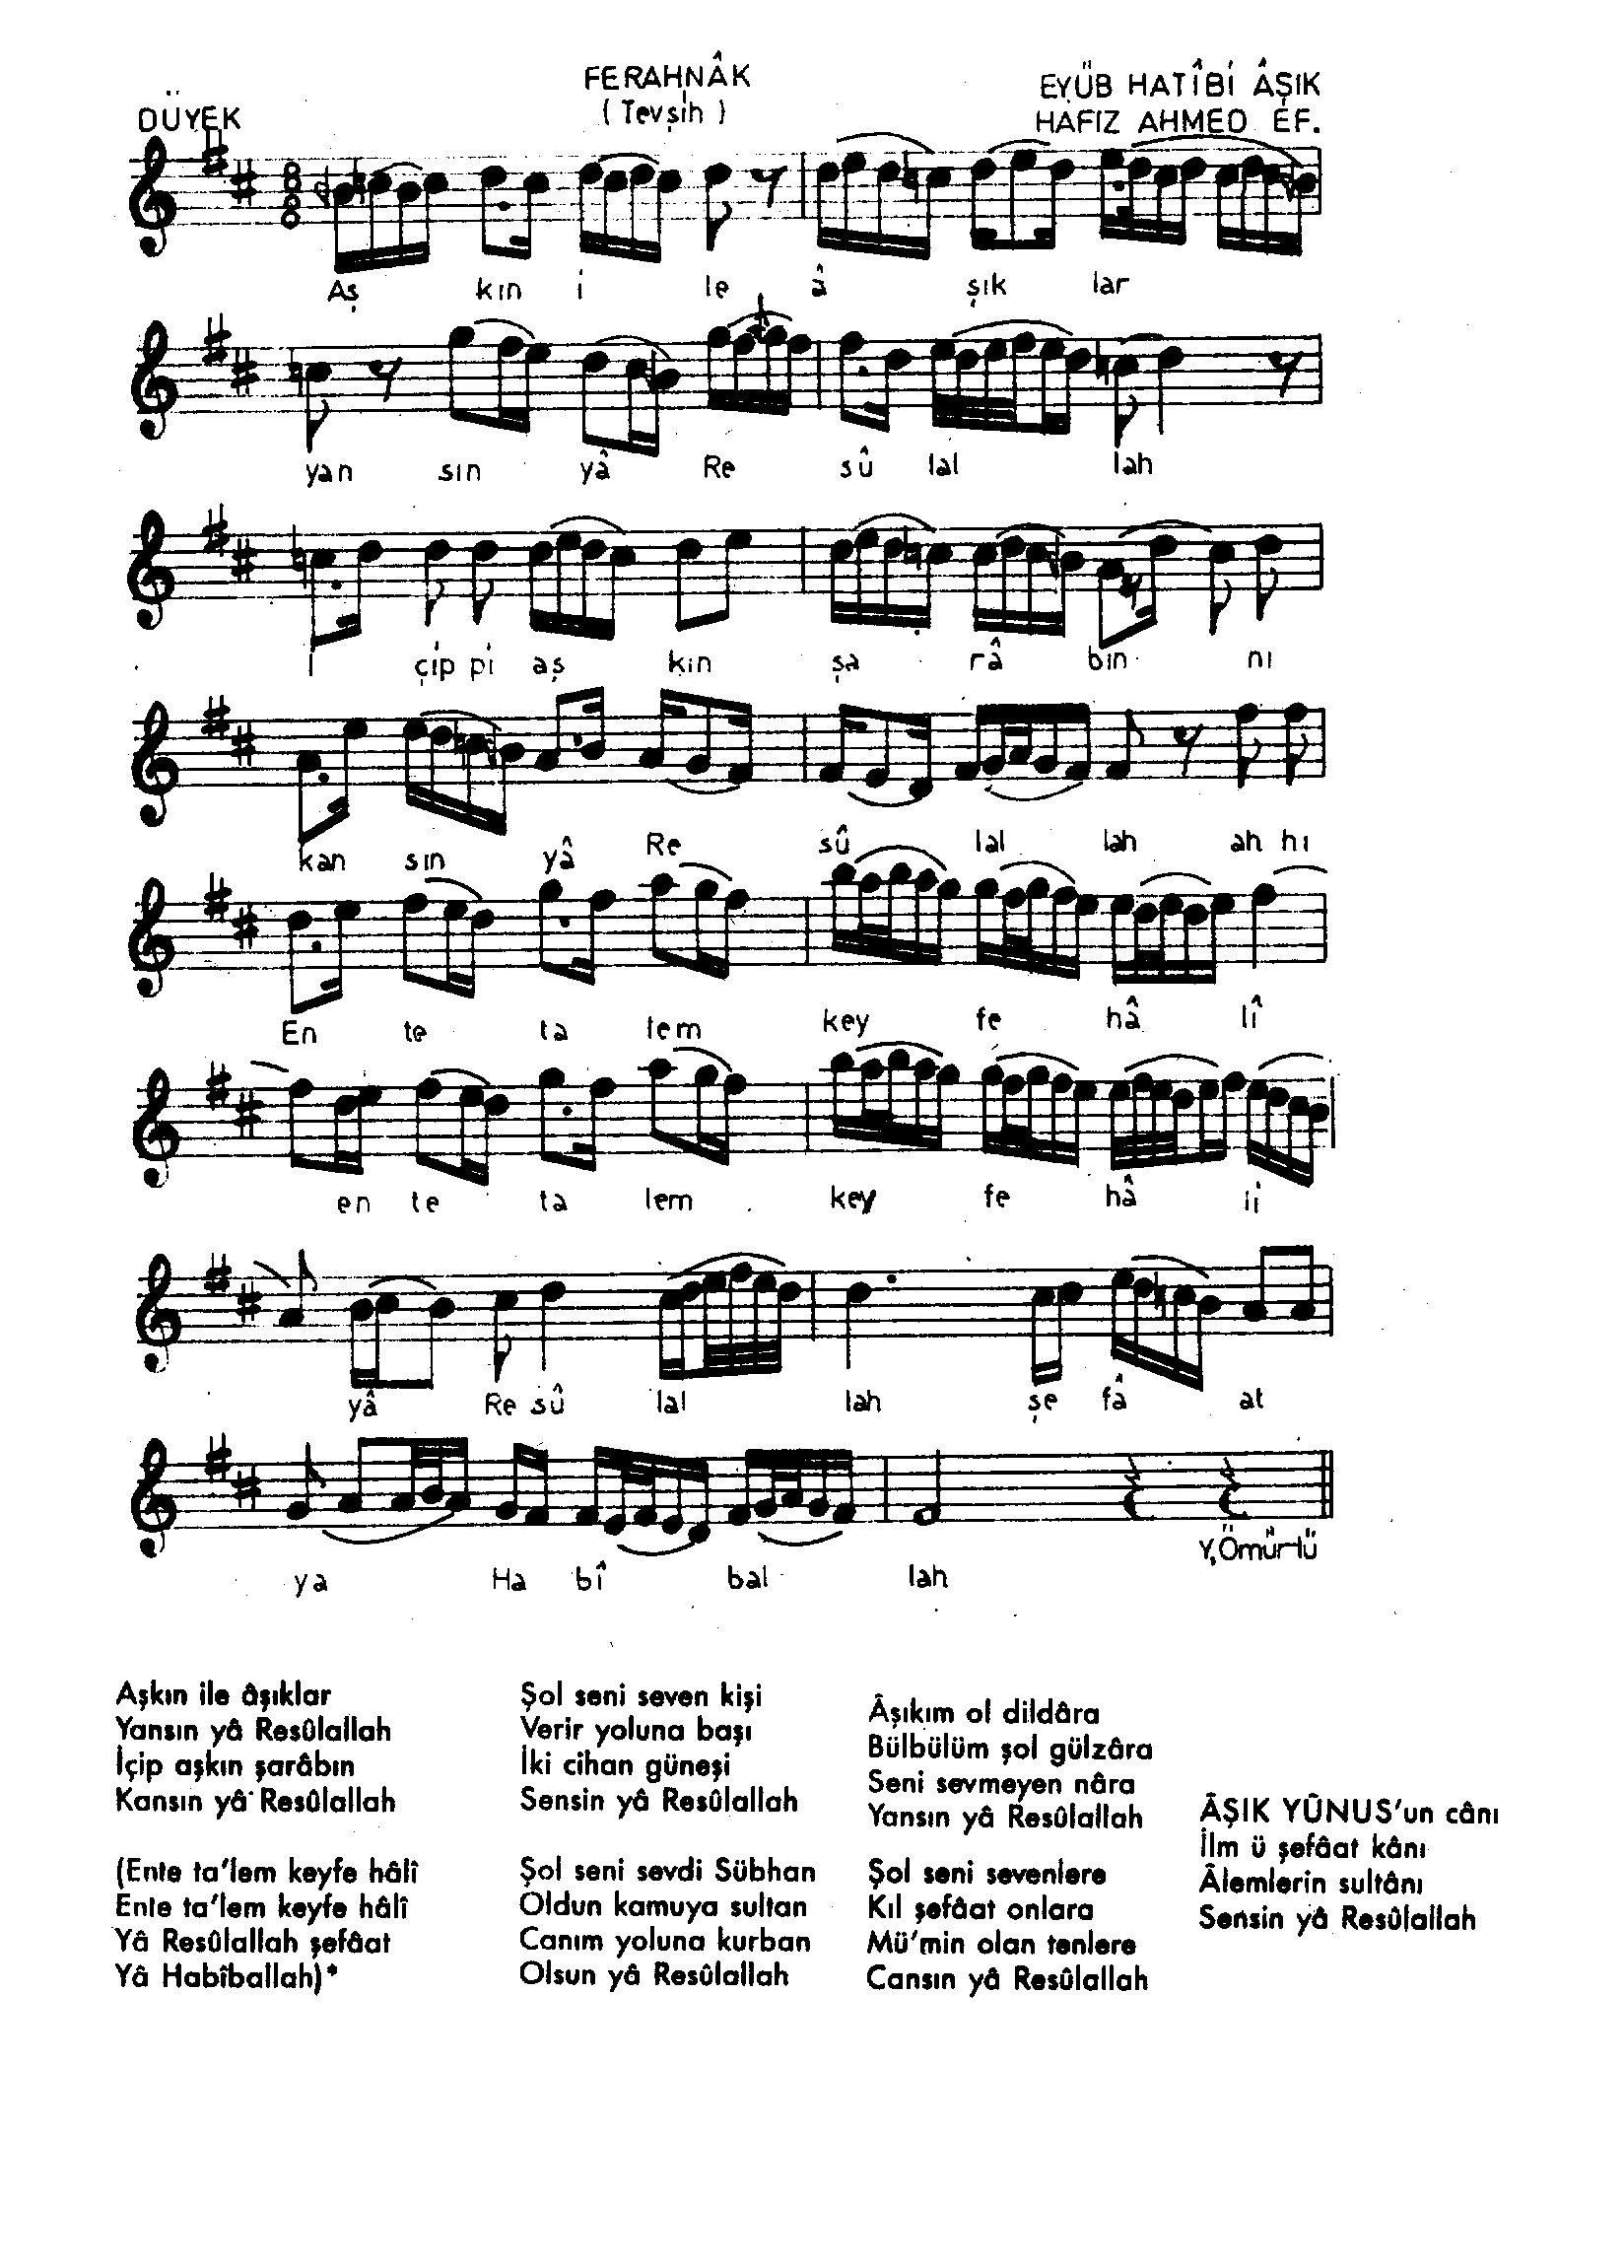 FERAHNÂK
(Tevşih)
DÜYEK
EYÜB HATÎBİ ÂŞIK
HAFIZ AHMED EF.
8
8
Aş kın i le â şık lar
yan sın yâ Re sû lal lah
İ çip pi aş kın şa râ bın nı
kan sın yâ Re sû lal lah ah hı
En te ta lem key fe hâ lî
en te ta lem key fe hâ li
yâ Re sû lal lah şe fâ at
ya Ha bî bal lah
Y. Ömürlü
Aşkın ile âşıklar
Yansın yâ Resûlallah
İçip aşkın şarâbın
Kansın yâ Resûlallah
(Ente ta'lem keyfe hâlî
Ente ta'lem keyfe hâlî
Yâ Resûlallah şefâat
Yâ Habîballah)*
Şol seni seven kişi
Verir yoluna başı
İki cihan güneşi
Sensin yâ Resûlallah
Şol seni sevdi Sübhan
Oldun kamuya sultan
Canım yoluna kurban
Olsun yâ Resûlallah
Âşıkım ol dildâra
Bülbülüm şol gülzâra
Seni sevmeyen nâra
Yansın yâ Resûlallah
Şol seni sevenlere
Kıl şefâat onlara
Mü'min olan tenlere
Cansın yâ Resûlallah
ÂŞIK YÛNUS'un cânı
İlm ü şefâat kânı
Âlemlerin sultânı
Sensin yâ Resûlallah